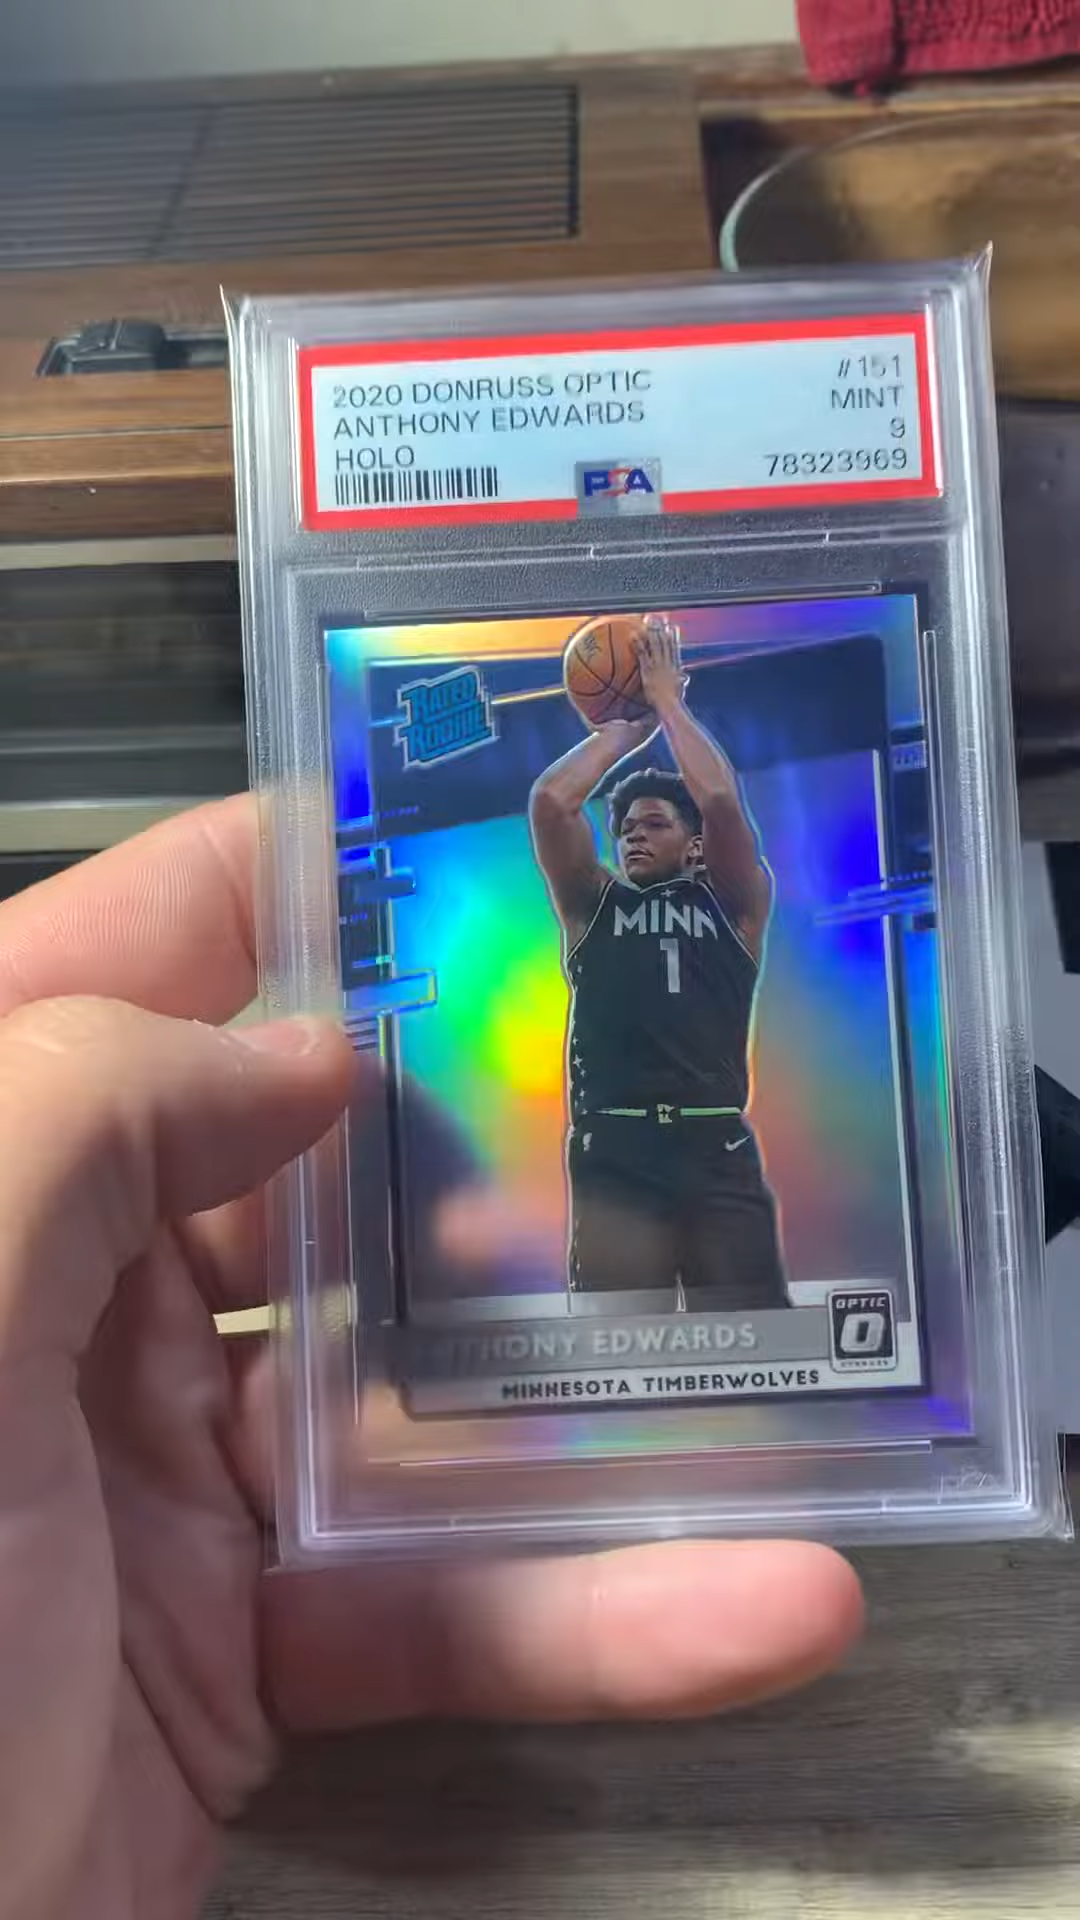 2020 DONRUSS OPTIC #151
ANTHONY EDWARDS MINT
HOLO 9
PSA 78323969
RATED
ROOKIE
MINN
1
ANTHONY EDWARDS
OPTIC
MINNESOTA TIMBERWOLVES